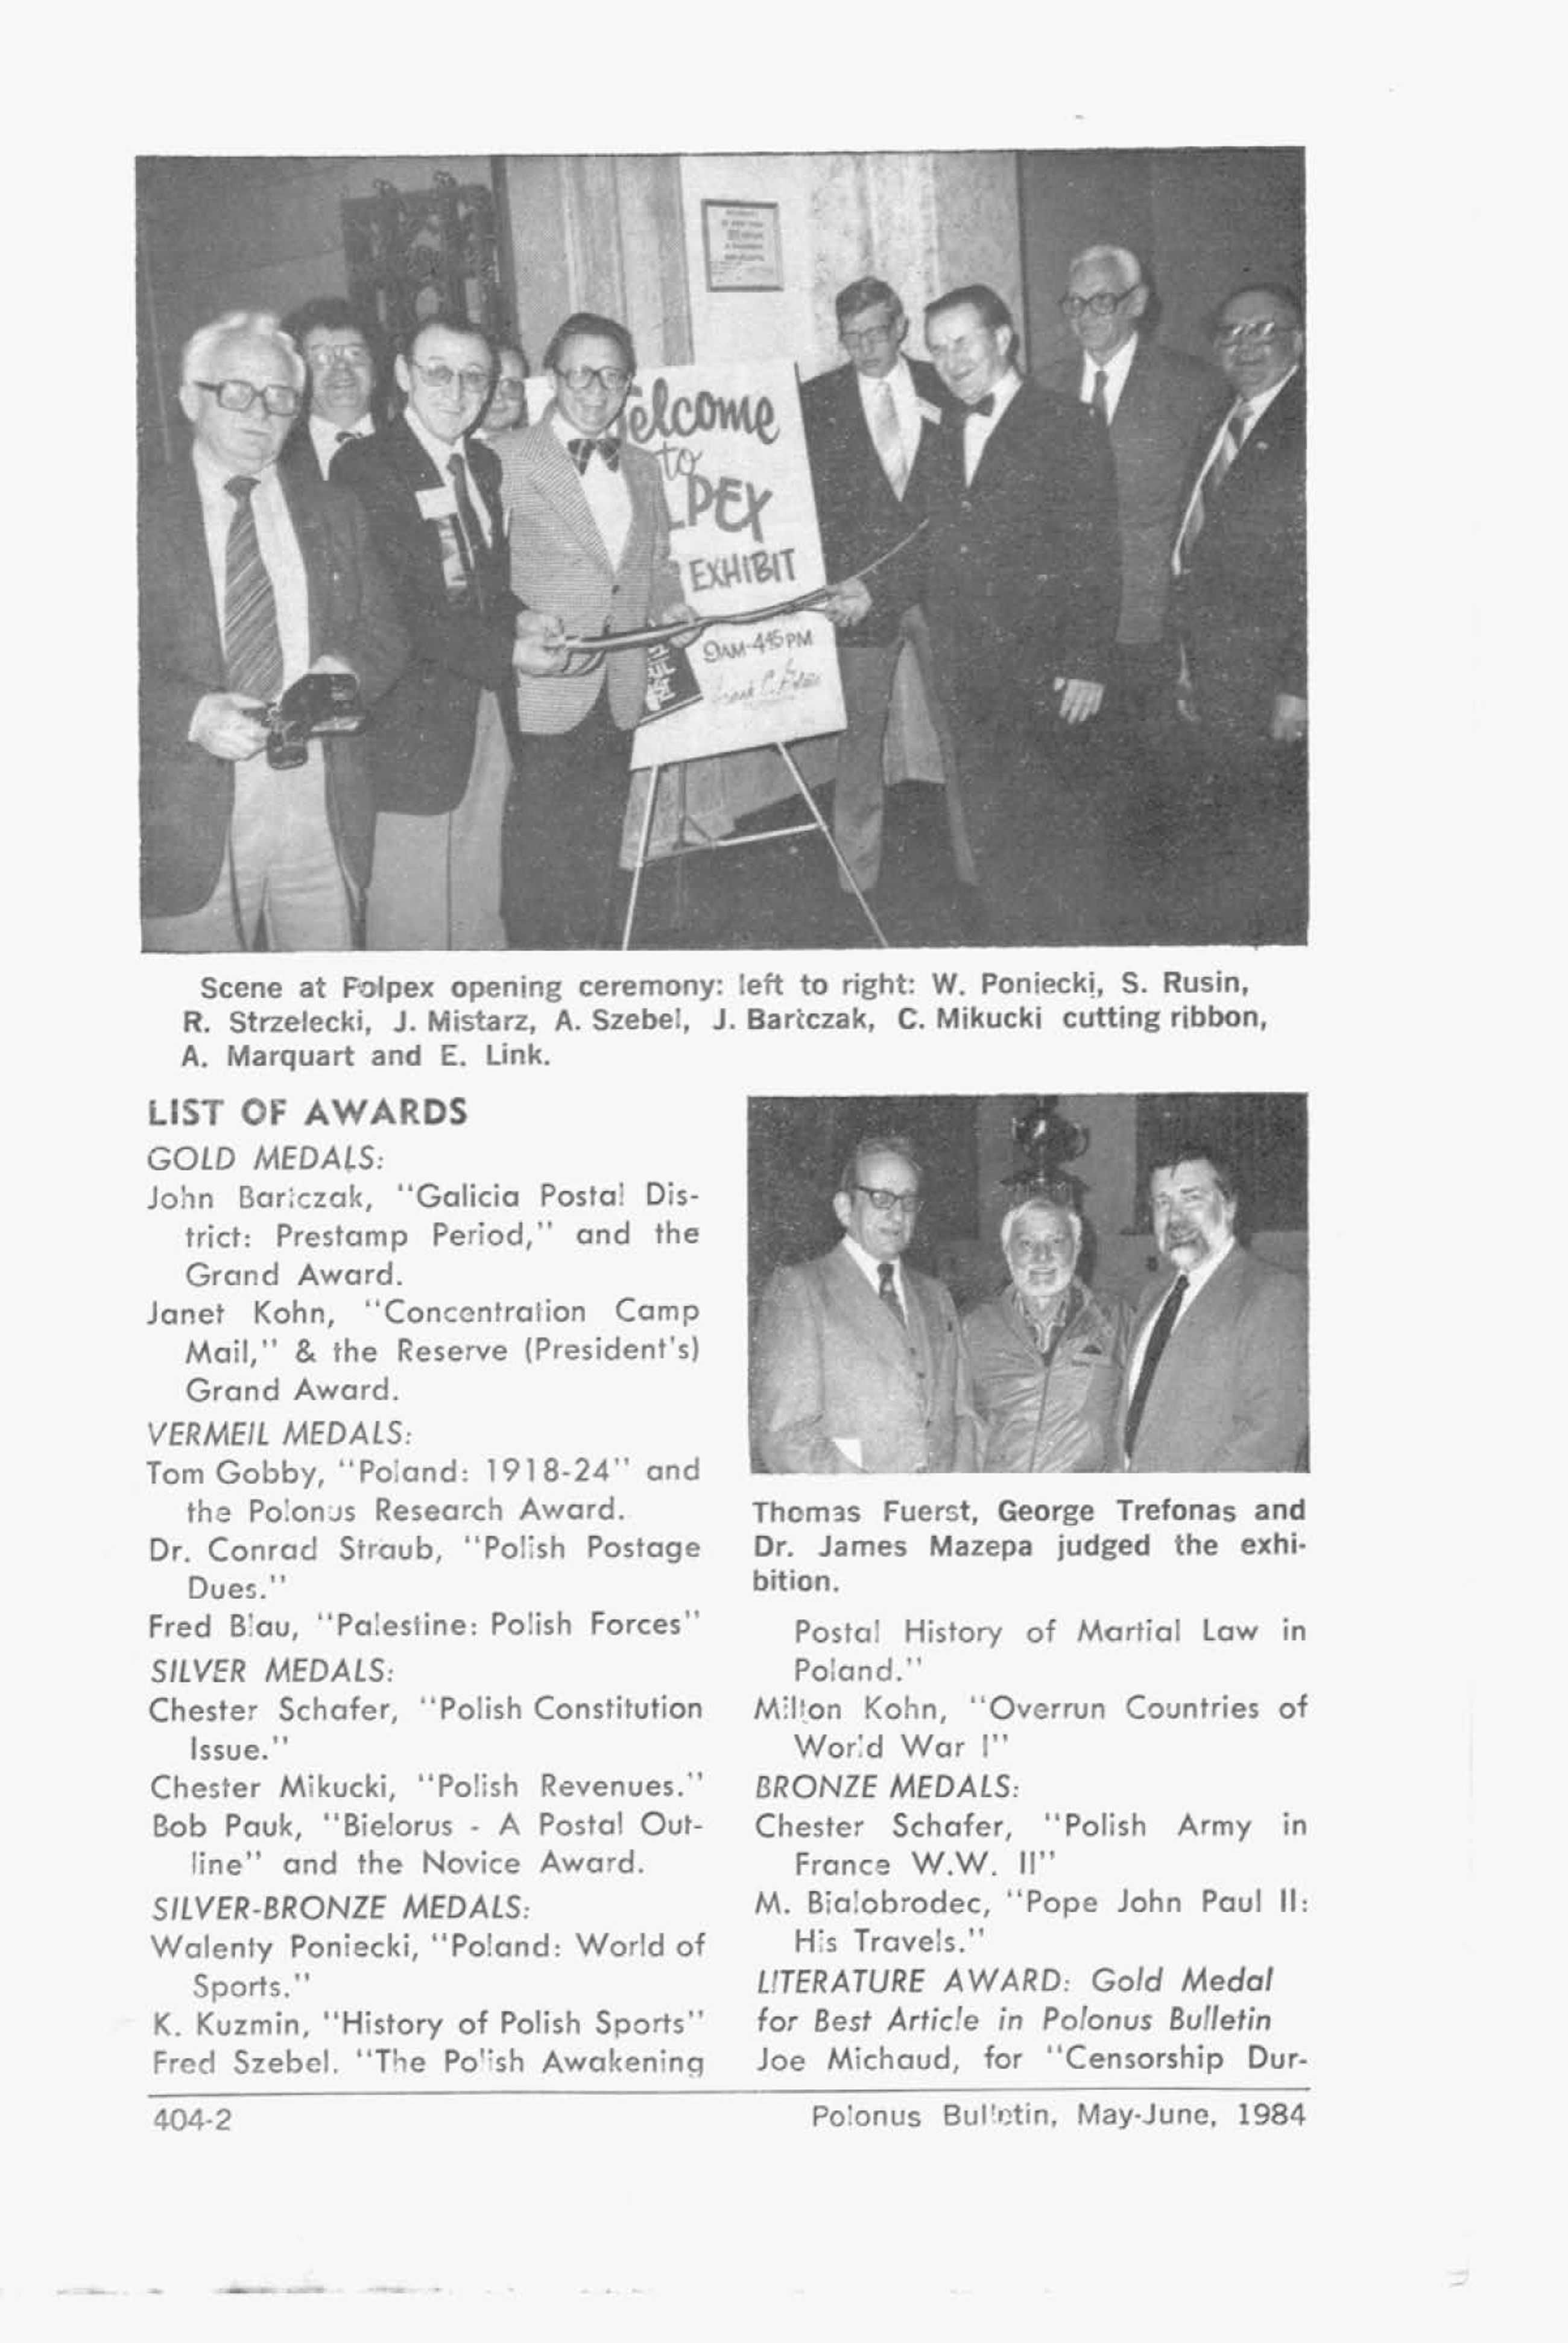 Welcome
to
LPEX
EXHIBIT
9AM-4:45 PM
Scene at Polpex opening ceremony: left to right: W. Poniecki, S. Rusin,
R. Strzelecki, J. Mistarz, A. Szebel, J. Bartczak, C. Mikucki cutting ribbon,
A. Marquart and E. Link.
LIST OF AWARDS
GOLD MEDALS:
John Bartczak, "Galicia Postal Dis-
trict: Prestamp Period," and the
Grand Award.
Janet Kohn, "Concentration Camp
Mail," & the Reserve (President's)
Grand Award.
VERMEIL MEDALS:
Tom Gobby, "Poland: 1918-24" and
the Polonus Research Award.
Dr. Conrad Straub, "Polish Postage
Dues."
Fred Blau, "Palestine: Polish Forces"
SILVER MEDALS:
Chester Schafer, "Polish Constitution
Issue."
Chester Mikucki, "Polish Revenues."
Bob Pauk, "Bielorus - A Postal Out-
line" and the Novice Award.
SILVER-BRONZE MEDALS:
Walenty Poniecki, "Poland: World of
Sports."
K. Kuzmin, "History of Polish Sports"
Fred Szebel. "The Polish Awakening
Thomas Fuerst, George Trefonas and
Dr. James Mazepa judged the exhi-
bition.
Postal History of Martial Law in
Poland."
Milton Kohn, "Overrun Countries of
World War I"
BRONZE MEDALS:
Chester Schafer, "Polish Army in
France W.W. II"
M. Bialobrodec, "Pope John Paul II:
His Travels."
LITERATURE AWARD: Gold Medal
for Best Article in Polonus Bulletin
Joe Michaud, for "Censorship Dur-
404-2
Polonus Bulletin, May-June, 1984